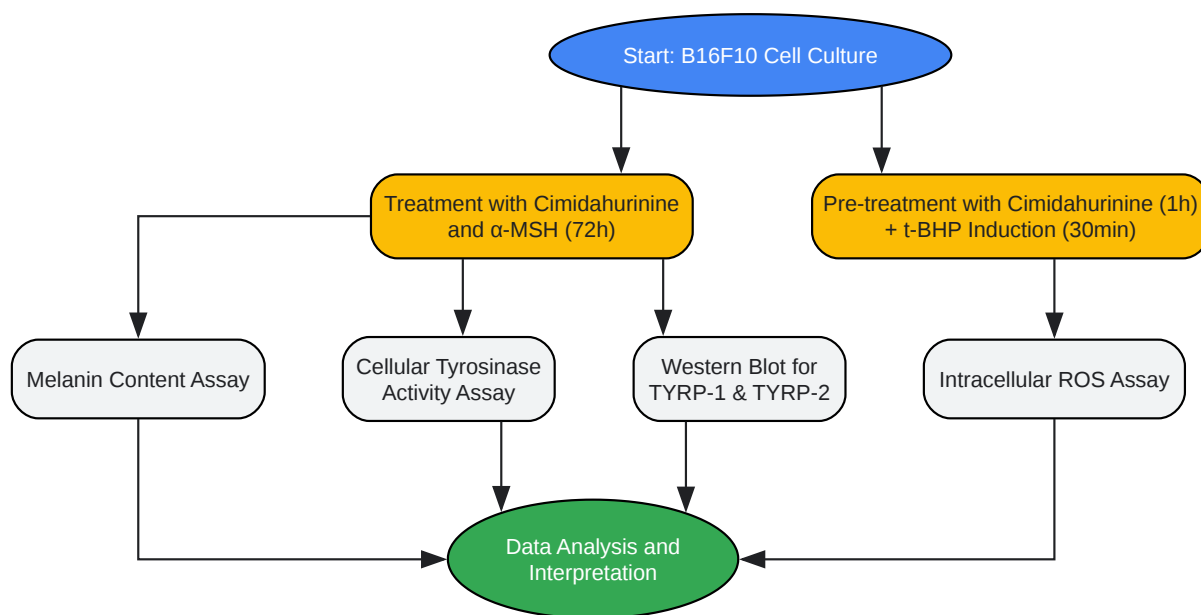 Start: B16F10 Cell Culture
Treatment with Cimidahurinine
and α-MSH (72h)
Pre-treatment with Cimidahurinine (1h)
+ t-BHP Induction (30min)
Melanin Content Assay
Cellular Tyrosinase
Activity Assay
Western Blot for
TYRP-1 & TYRP-2
Intracellular ROS Assay
Data Analysis and
Interpretation